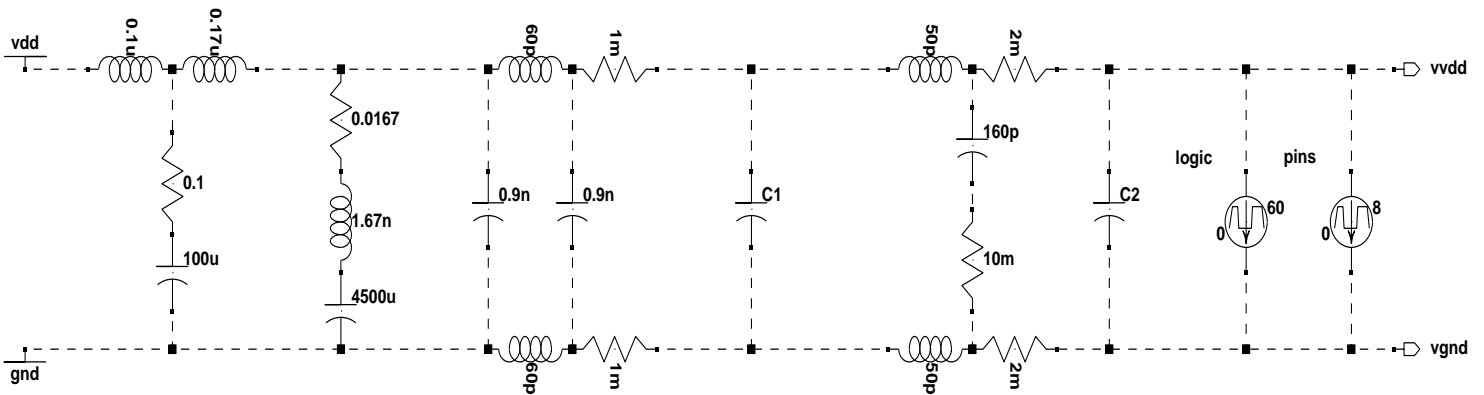 0.1u
0.17u
60p
1m
50p
2m
vdd
vvdd
0.0167
160p
logic
pins
0.1
1.67n
0.9n
0.9n
C1
C2
60
8
0
0
100u
10m
4500u
gnd
vgnd
60p
1m
50p
2m